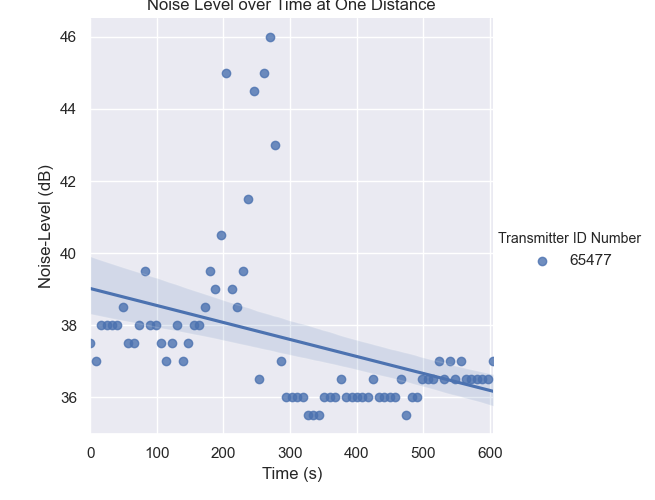 Noise Level over Time at One Distance
46
44
42
40
38
36
Noise-Level (dB)
0 100 200 300 400 500 600
Time (s)
Transmitter ID Number
65477